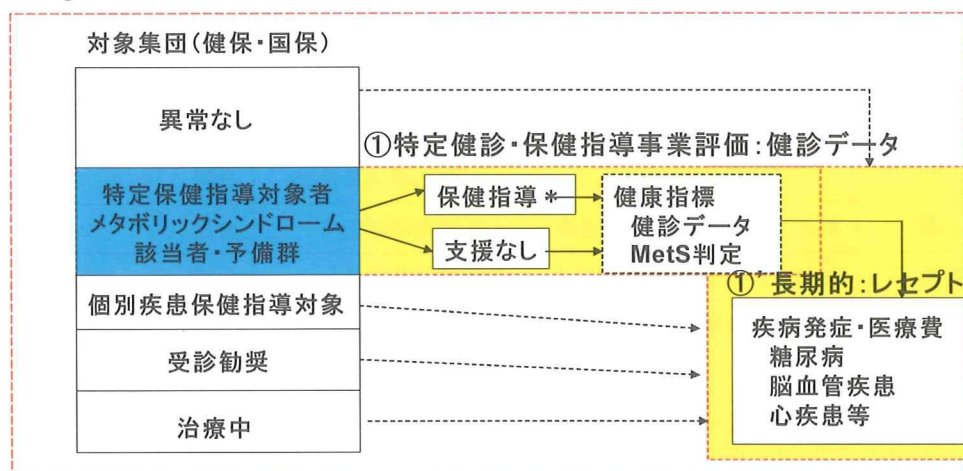 対象集団(健保・国保)
異常なし
①特定健診・保健指導事業評価:健診データ
特定保健指導対象者
メタボリックシンドローム
該当者・予備群
保健指導*
支援なし
健康指標
健診データ
MetS判定
①’長期的:レセプト
個別疾患保健指導対象
受診勧奨
治療中
疾病発症・医療費
糖尿病
脳血管疾患
心疾患等